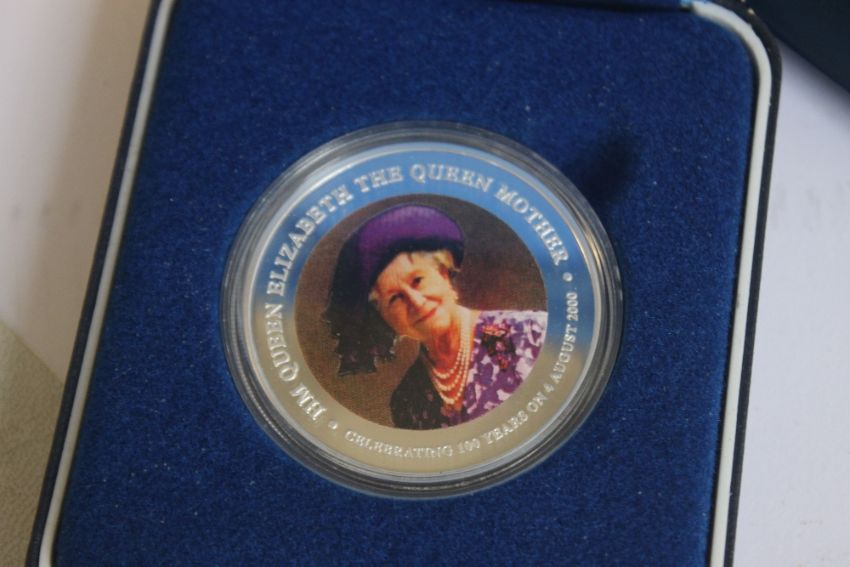 • HM QUEEN ELIZABETH THE QUEEN MOTHER •
CELEBRATING 100 YEARS ON 4 AUGUST 2000